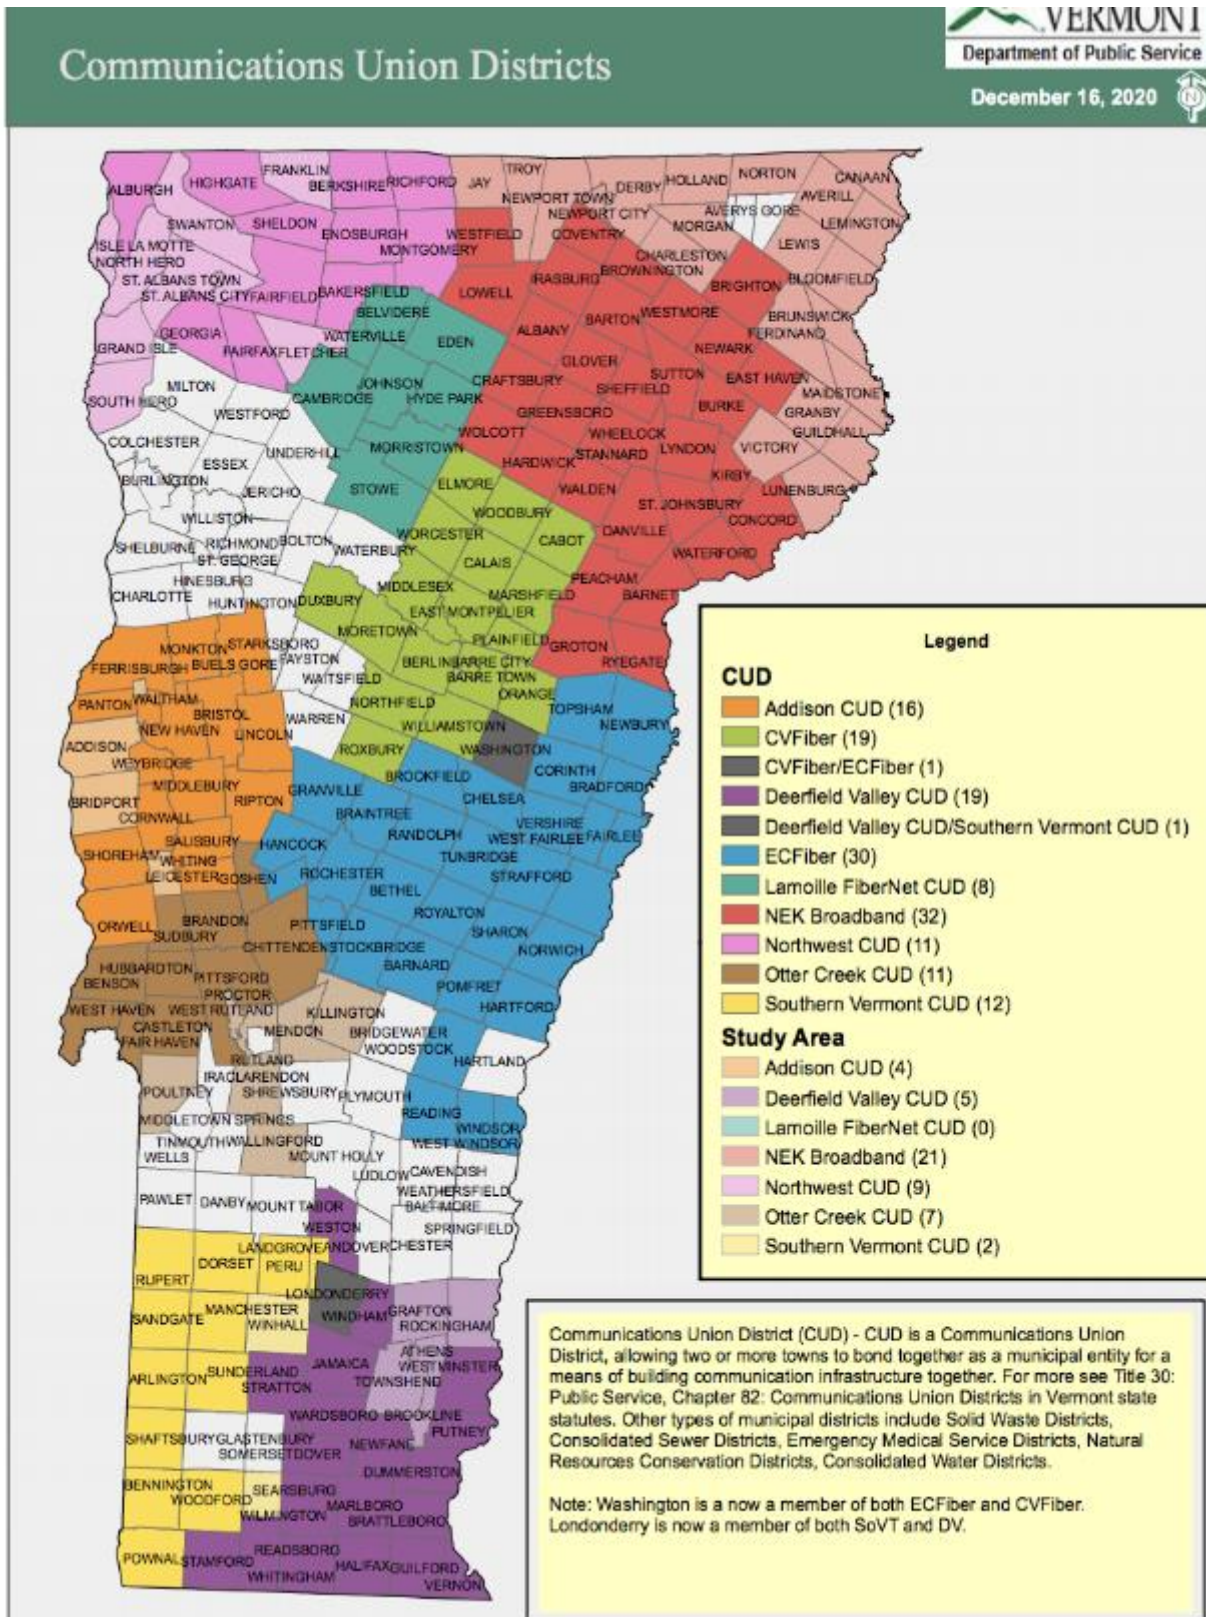 VERMONT
Department of Public Service
Communications Union Districts
December 16, 2020
N
FRANKLIN
TROY
ALBURGH HIGHGATE BERKSHIRE RICHFORD JAY DERBY HOLLAND NORTON CANAAN
NEWPORT TOWN AVERILL
NEWPORT CITY AVERYS GORE
SWANTON SHELDON ENOSBURGH WESTFIELD COVENTRY MORGAN LEMINGTON
ISLE LA MOTTE MONTGOMERY CHARLESTON LEWIS
NORTH HERO BROWNINGTON
ST. ALBANS TOWN IRASBURG BRIGHTON BLOOMFIELD
ST. ALBANS CITY FAIRFIELD BAKERSFIELD LOWELL
BELVIDERE BARTON WESTMORE BRUNSWICK
GEORGIA WATERVILLE EDEN ALBANY FERDINAND
GRAND ISLE FAIRFAX FLETCHER GLOVER NEWARK
MILTON JOHNSON CRAFTSBURY SHEFFIELD SUTTON EAST HAVEN
SOUTH HERO CAMBRIDGE HYDE PARK MAIDSTONE
WESTFORD GREENSBORO BURKE GRANBY
COLCHESTER WOLCOTT WHEELOCK GUILDHALL
UNDERHILL MORRISTOWN STANNARD LYNDON VICTORY
ESSEX HARDWICK
BURLINGTON JERICHO STOWE ELMORE WALDEN KIRBY LUNENBURG
WOODBURY ST. JOHNSBURY
WILLISTON CONCORD
SHELBURNE RICHMOND BOLTON WATERBURY WORCESTER CABOT DANVILLE
ST. GEORGE CALAIS WATERFORD
HINESBURG MIDDLESEX PEACHAM
CHARLOTTE HUNTINGTON DUXBURY MARSHFIELD BARNET
EAST MONTPELIER
MONKTON STARKSBORO MORETOWN PLAINFIELD GROTON
FERRISBURGH BUELS GORE FAYSTON BERLIN BARRE CITY RYEGATE
WAITSFIELD BARRE TOWN
PANTON WALTHAM BRISTOL NORTHFIELD ORANGE TOPSHAM
NEW HAVEN LINCOLN WARREN WILLIAMSTOWN NEWBURY
ADDISON ROXBURY WASHINGTON
WEYBRIDGE BROOKFIELD CORINTH
MIDDLEBURY GRANVILLE CHELSEA BRADFORD
BRIDPORT RIPTON BRAINTREE
CORNWALL VERSHIRE
SALISBURY HANCOCK RANDOLPH WEST FAIRLEE FAIRLEE
SHOREHAM WHITING TUNBRIDGE
LEICESTER GOSHEN ROCHESTER STRAFFORD
BETHEL
BRANDON PITTSFIELD ROYALTON
ORWELL SUDBURY SHARON
CHITTENDEN STOCKBRIDGE NORWICH
HUBBARDTON PITTSFORD BARNARD
BENSON PROCTOR POMFRET
WEST HAVEN WEST RUTLAND KILLINGTON HARTFORD
CASTLETON MENDON BRIDGEWATER
FAIR HAVEN WOODSTOCK
RUTLAND HARTLAND
IRA CLARENDON
POULTNEY SHREWSBURY PLYMOUTH
READING
MIDDLETOWN SPRINGS WINDSOR
TINMOUTH WALLINGFORD WEST WINDSOR
WELLS MOUNT HOLLY
LUDLOW CAVENDISH
WEATHERSFIELD
PAWLET DANBY MOUNT TABOR BALTIMORE
WESTON SPRINGFIELD
LANDGROVE ANDOVER CHESTER
DORSET PERU
RUPERT
LONDONDERRY
SANDGATE MANCHESTER WINDHAM GRAFTON
WINHALL ROCKINGHAM
ATHENS
SUNDERLAND JAMAICA WESTMINSTER
ARLINGTON STRATTON TOWNSHEND
WARDSBORO BROOKLINE
SHAFTSBURY GLASTENBURY PUTNEY
SOMERSET DOVER NEWFANE
BENNINGTON DUMMERSTON
WOODFORD SEARSBURG
WILMINGTON MARLBORO
BRATTLEBORO
POWNAL STAMFORD READSBORO HALIFAX GUILFORD
WHITINGHAM VERNON
Legend
CUD
Addison CUD (16)
CVFiber (19)
CVFiber/ECFiber (1)
Deerfield Valley CUD (19)
Deerfield Valley CUD/Southern Vermont CUD (1)
ECFiber (30)
Lamoille FiberNet CUD (8)
NEK Broadband (32)
Northwest CUD (11)
Otter Creek CUD (11)
Southern Vermont CUD (12)
Study Area
Addison CUD (4)
Deerfield Valley CUD (5)
Lamoille FiberNet CUD (0)
NEK Broadband (21)
Northwest CUD (9)
Otter Creek CUD (7)
Southern Vermont CUD (2)
Communications Union District (CUD) - CUD is a Communications Union
District, allowing two or more towns to bond together as a municipal entity for a
means of building communication infrastructure together. For more see Title 30:
Public Service, Chapter 82: Communications Union Districts in Vermont state
statutes. Other types of municipal districts include Solid Waste Districts,
Consolidated Sewer Districts, Emergency Medical Service Districts, Natural
Resources Conservation Districts, Consolidated Water Districts.
Note: Washington is a now a member of both ECFiber and CVFiber.
Londonderry is now a member of both SoVT and DV.